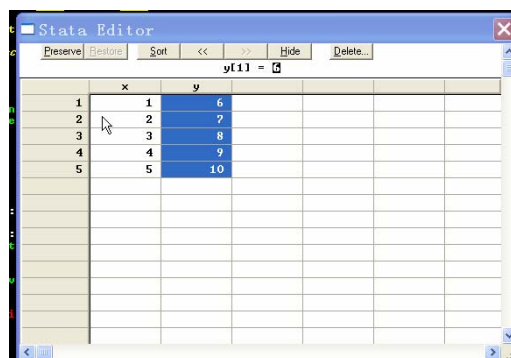 Stata Editor
Preserve Restore Sort << >> Hide Delete...
y[1] = 6
x y
1 1 6
2 2 7
3 3 8
4 4 9
5 5 10